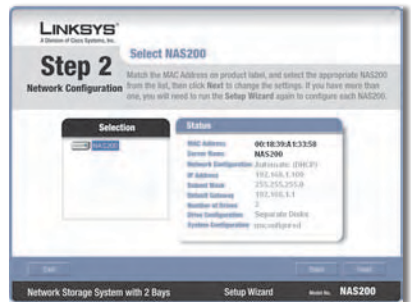 LINKSYS®
A Division of Cisco Systems, Inc.
Step 2
Network Configuration
Select NAS200
Match the MAC Address on product label, and select the appropriate NAS200
from the list, then click Next to change the settings. If you have more than
one, you will need to run the Setup Wizard again to configure each NAS200.
Selection
NAS200
Status
MAC Address 00:18:39:A1:33:58
Server Name NAS200
Network Configuration Automatic (DHCP)
IP Address 192.168.1.100
Subnet Mask 255.255.255.0
Default Gateway 192.168.1.1
Number of Drives 2
Drive Configuration Separate Disks
System Configuration unconfigured
Network Storage System with 2 Bays
Setup Wizard
Model No. NAS200